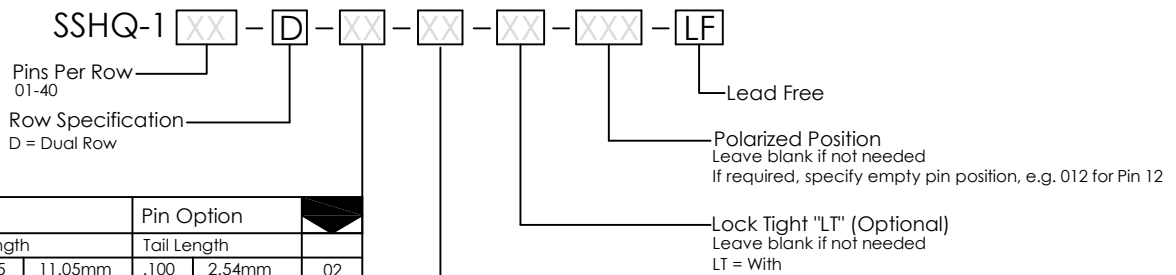 SSHQ-1 XX - D - XX - XX - XX - XXX - LF
Pins Per Row
01-40
Row Specification
D = Dual Row
Lead Free
Polarized Position
Leave blank if not needed
If required, specify empty pin position, e.g. 012 for Pin 12
Lock Tight "LT" (Optional)
Leave blank if not needed
LT = With
Pin Option
Tail Length
11.05mm .100 2.54mm 02